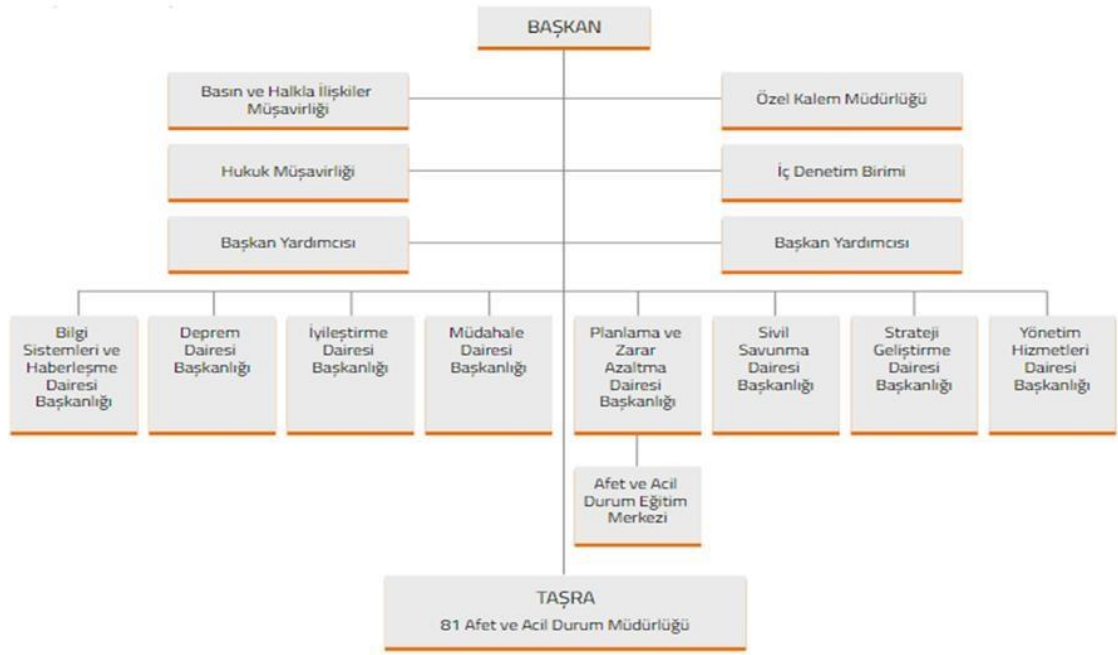 BAŞKAN
Basın ve Halkla İlişkiler
Müşavirliği
Özel Kalem Müdürlüğü
Hukuk Müşavirliği
İç Denetim Birimi
Başkan Yardımcısı
Başkan Yardımcısı
Bilgi
Sistemleri ve
Haberleşme
Dairesi
Başkanlığı
Deprem
Dairesi
Başkanlığı
İyileştirme
Dairesi
Başkanlığı
Müdahale
Dairesi
Başkanlığı
Planlama ve
Zarar
Azaltma
Dairesi
Başkanlığı
Sivil
Savunma
Dairesi
Başkanlığı
Strateji
Geliştirme
Dairesi
Başkanlığı
Yönetim
Hizmetleri
Dairesi
Başkanlığı
Afet ve Acil
Durum Eğitim
Merkezi
TAŞRA
81 Afet ve Acil Durum Müdürlüğü